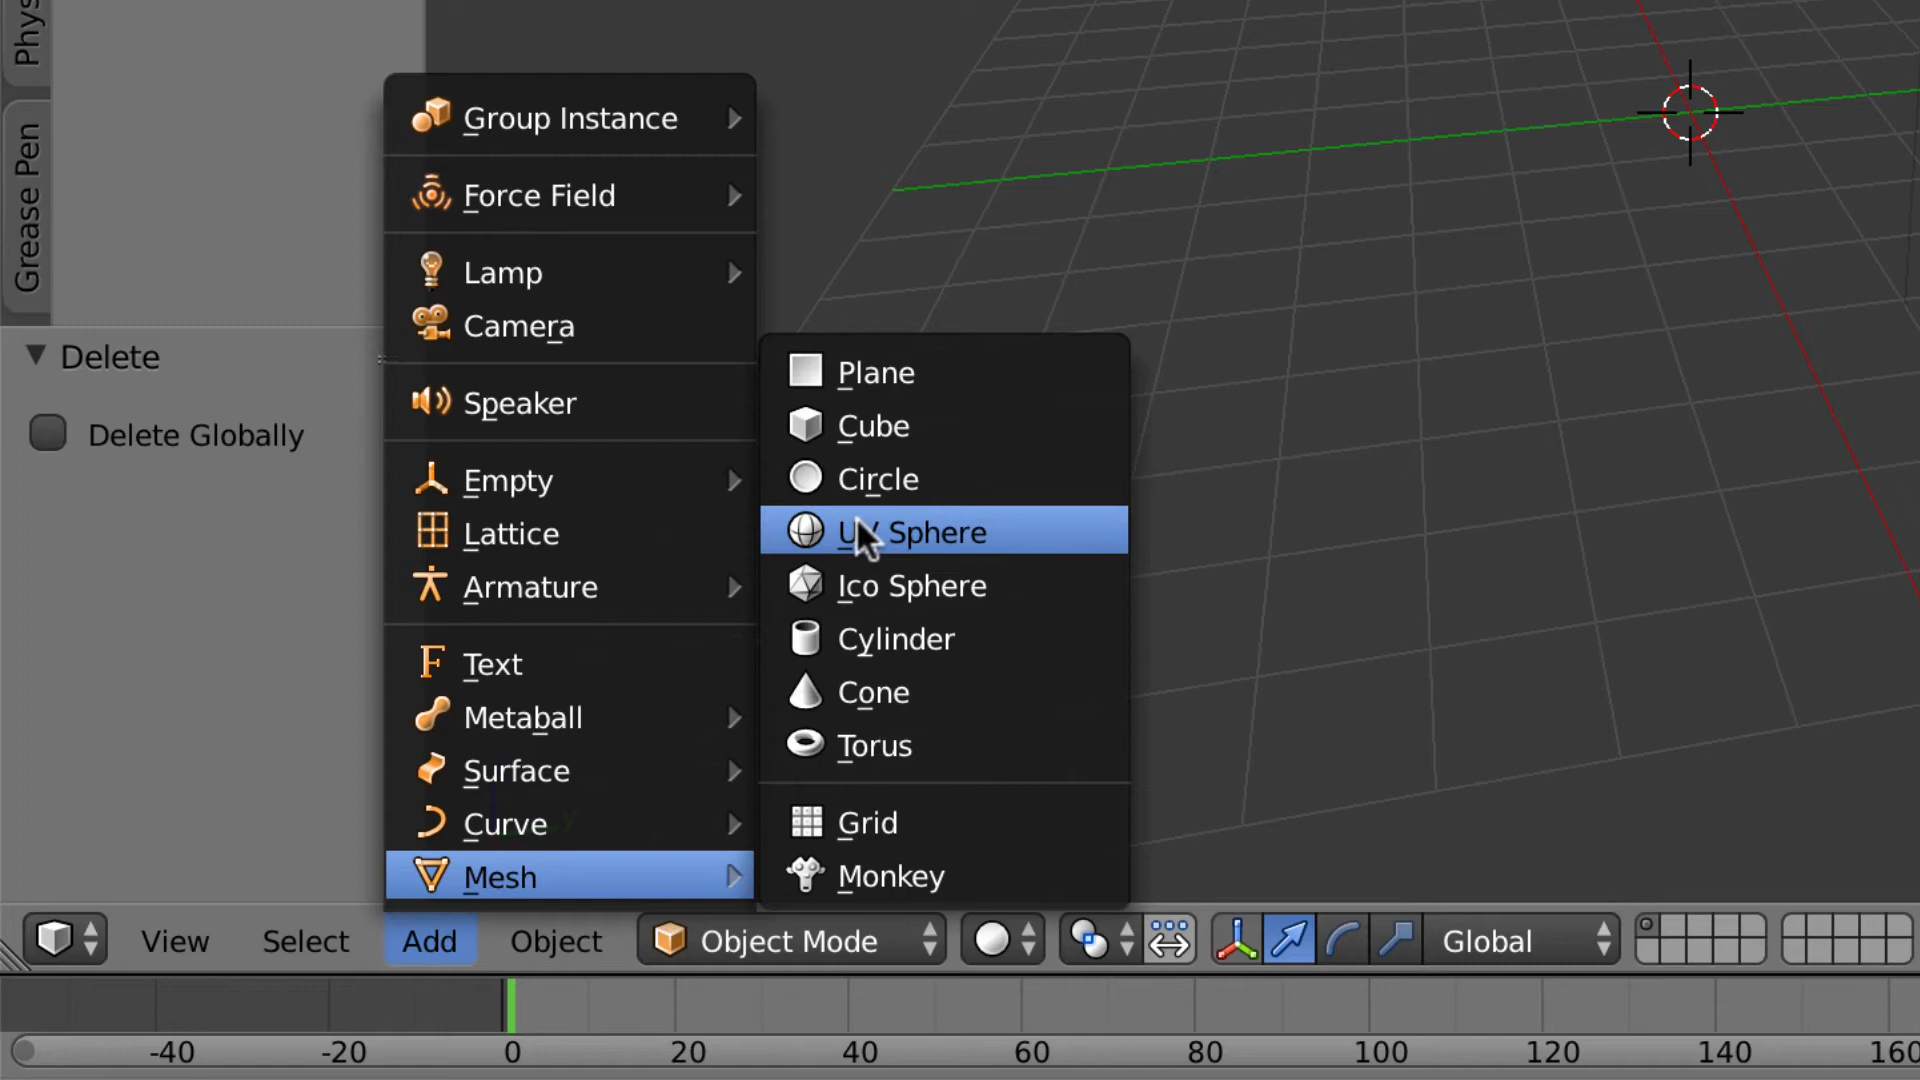 Phys
Grease Pen
Delete
Delete Globally
Group Instance
Force Field
Lamp
Camera
Speaker
Empty
Lattice
Armature
Text
Metaball
Surface
Curve
Mesh
Plane
Cube
Circle
UV Sphere
Ico Sphere
Cylinder
Cone
Torus
Grid
Monkey
View Select Add Object Object Mode Global
-40 -20 0 20 40 60 80 100 120 140 160